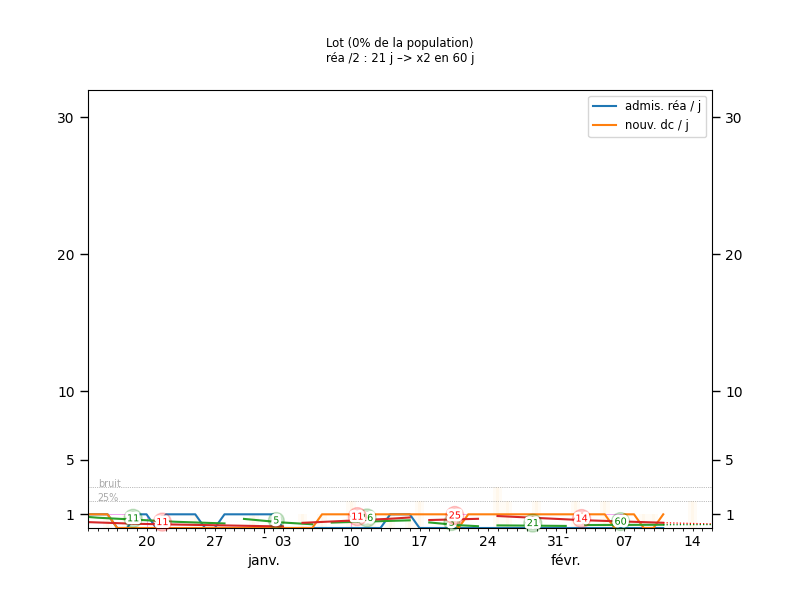 Lot (0% de la population)
réa /2 : 21 j –> x2 en 60 j
admis. réa / j
nouv. dc / j
30 30
20 20
10 10
5 5
bruit
25%
1 1
11 11 5 11 6 25 21 14 60
20 27 - 03 10 17 24 31- 07 14
janv. févr.